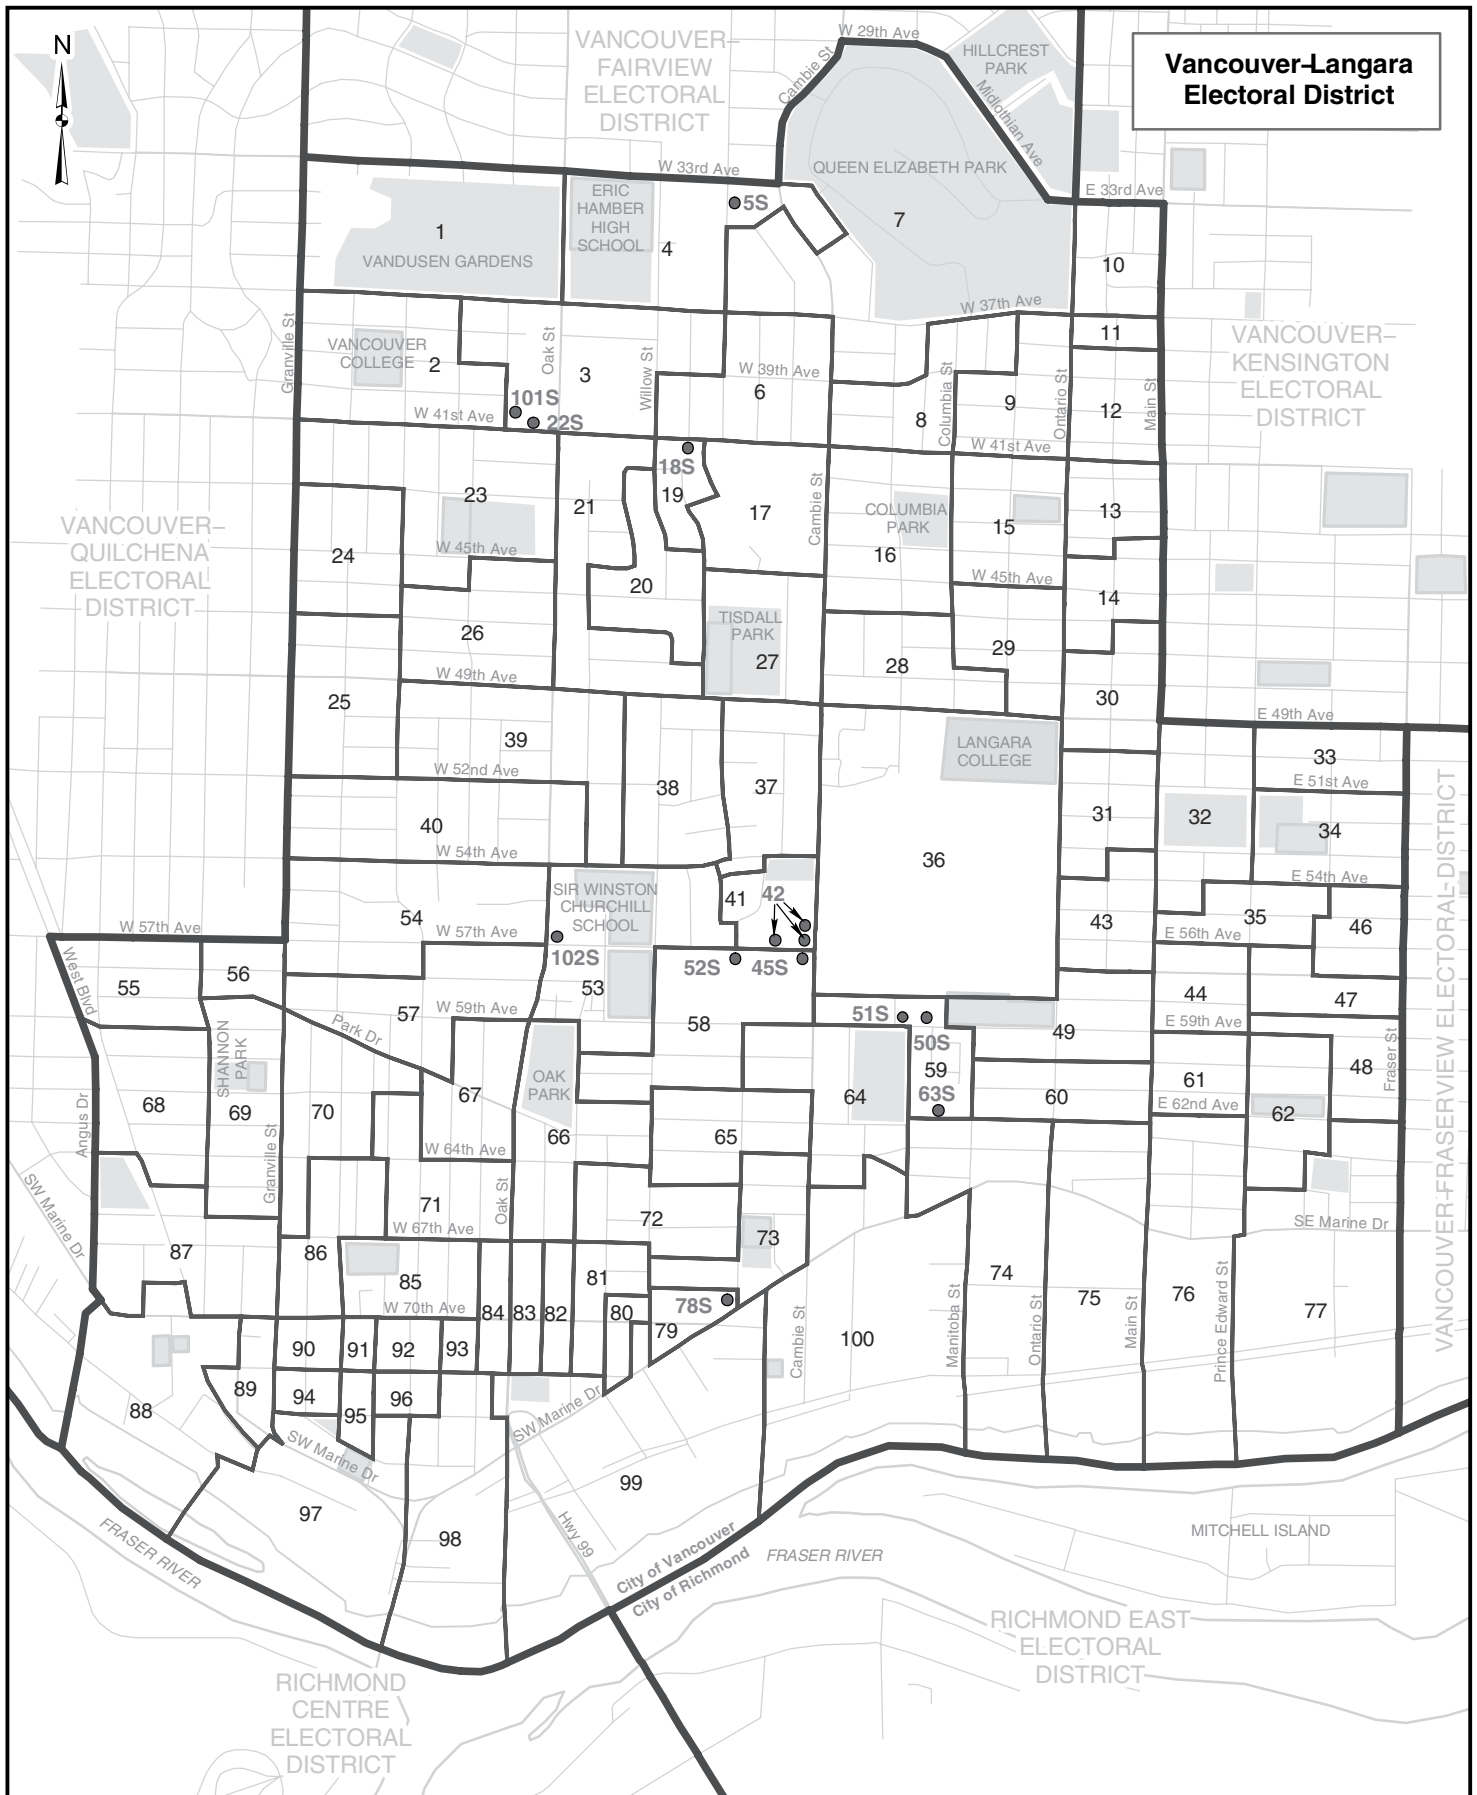 N
Vancouver–Langara
Electoral District
VANCOUVER–
FAIRVIEW
ELECTORAL
DISTRICT
W 29th Ave
HILLCREST
PARK
Cambie St
Midlothian Ave
QUEEN ELIZABETH PARK
W 33rd Ave
E 33rd Ave
ERIC
HAMBER
HIGH
SCHOOL
5S
1
VANDUSEN GARDENS
4
7
10
W 37th Ave
11
Granville St
VANCOUVER
COLLEGE
2
Oak St
3
Willow St
W 39th Ave
6
Columbia St
8
9
Ontario St
12
Main St
VANCOUVER–
KENSINGTON
ELECTORAL
DISTRICT
101S
22S
W 41st Ave
W 41st Ave
18S
19
23
21
17
Cambie St
COLUMBIA
PARK
16
15
13
VANCOUVER–
QUILCHENA
ELECTORAL
DISTRICT
24
W 45th Ave
W 45th Ave
20
14
26
TISDALL
PARK
27
28
29
30
W 49th Ave
E 49th Ave
25
39
LANGARA
COLLEGE
33
E 51st Ave
W 52nd Ave
38
37
31
32
34
40
W 54th Ave
36
E 54th Ave
SIR WINSTON
CHURCHILL
SCHOOL
41
42
54
W 57th Ave
W 57th Ave
43
35
46
E 56th Ave
102S
52S
45S
West Blvd
55
56
53
44
47
57
W 59th Ave
58
51S
50S
49
E 59th Ave
Park Dr
SHANNON
PARK
OAK
PARK
59
63S
61
48
Fraser St
VANCOUVER-FRASERVIEW ELECTORAL-DISTRICT
68
69
70
67
64
60
E 62nd Ave
62
Angus Dr
66
65
W 64th Ave
Granville St
71
Oak St
SW Marine Dr
W 67th Ave
72
73
SE Marine Dr
87
86
85
81
74
75
76
77
W 70th Ave
84
83
82
80
78S
79
Cambie St
100
Manitoba St
Ontario St
Main St
Prince Edward St
90
91
92
93
89
94
95
96
88
SW Marine Dr
SW Marine Dr
97
98
99
Hwy 99
FRASER RIVER
City of Vancouver
City of Richmond
FRASER RIVER
MITCHELL ISLAND
RICHMOND EAST
ELECTORAL
DISTRICT
RICHMOND
CENTRE
ELECTORAL
DISTRICT